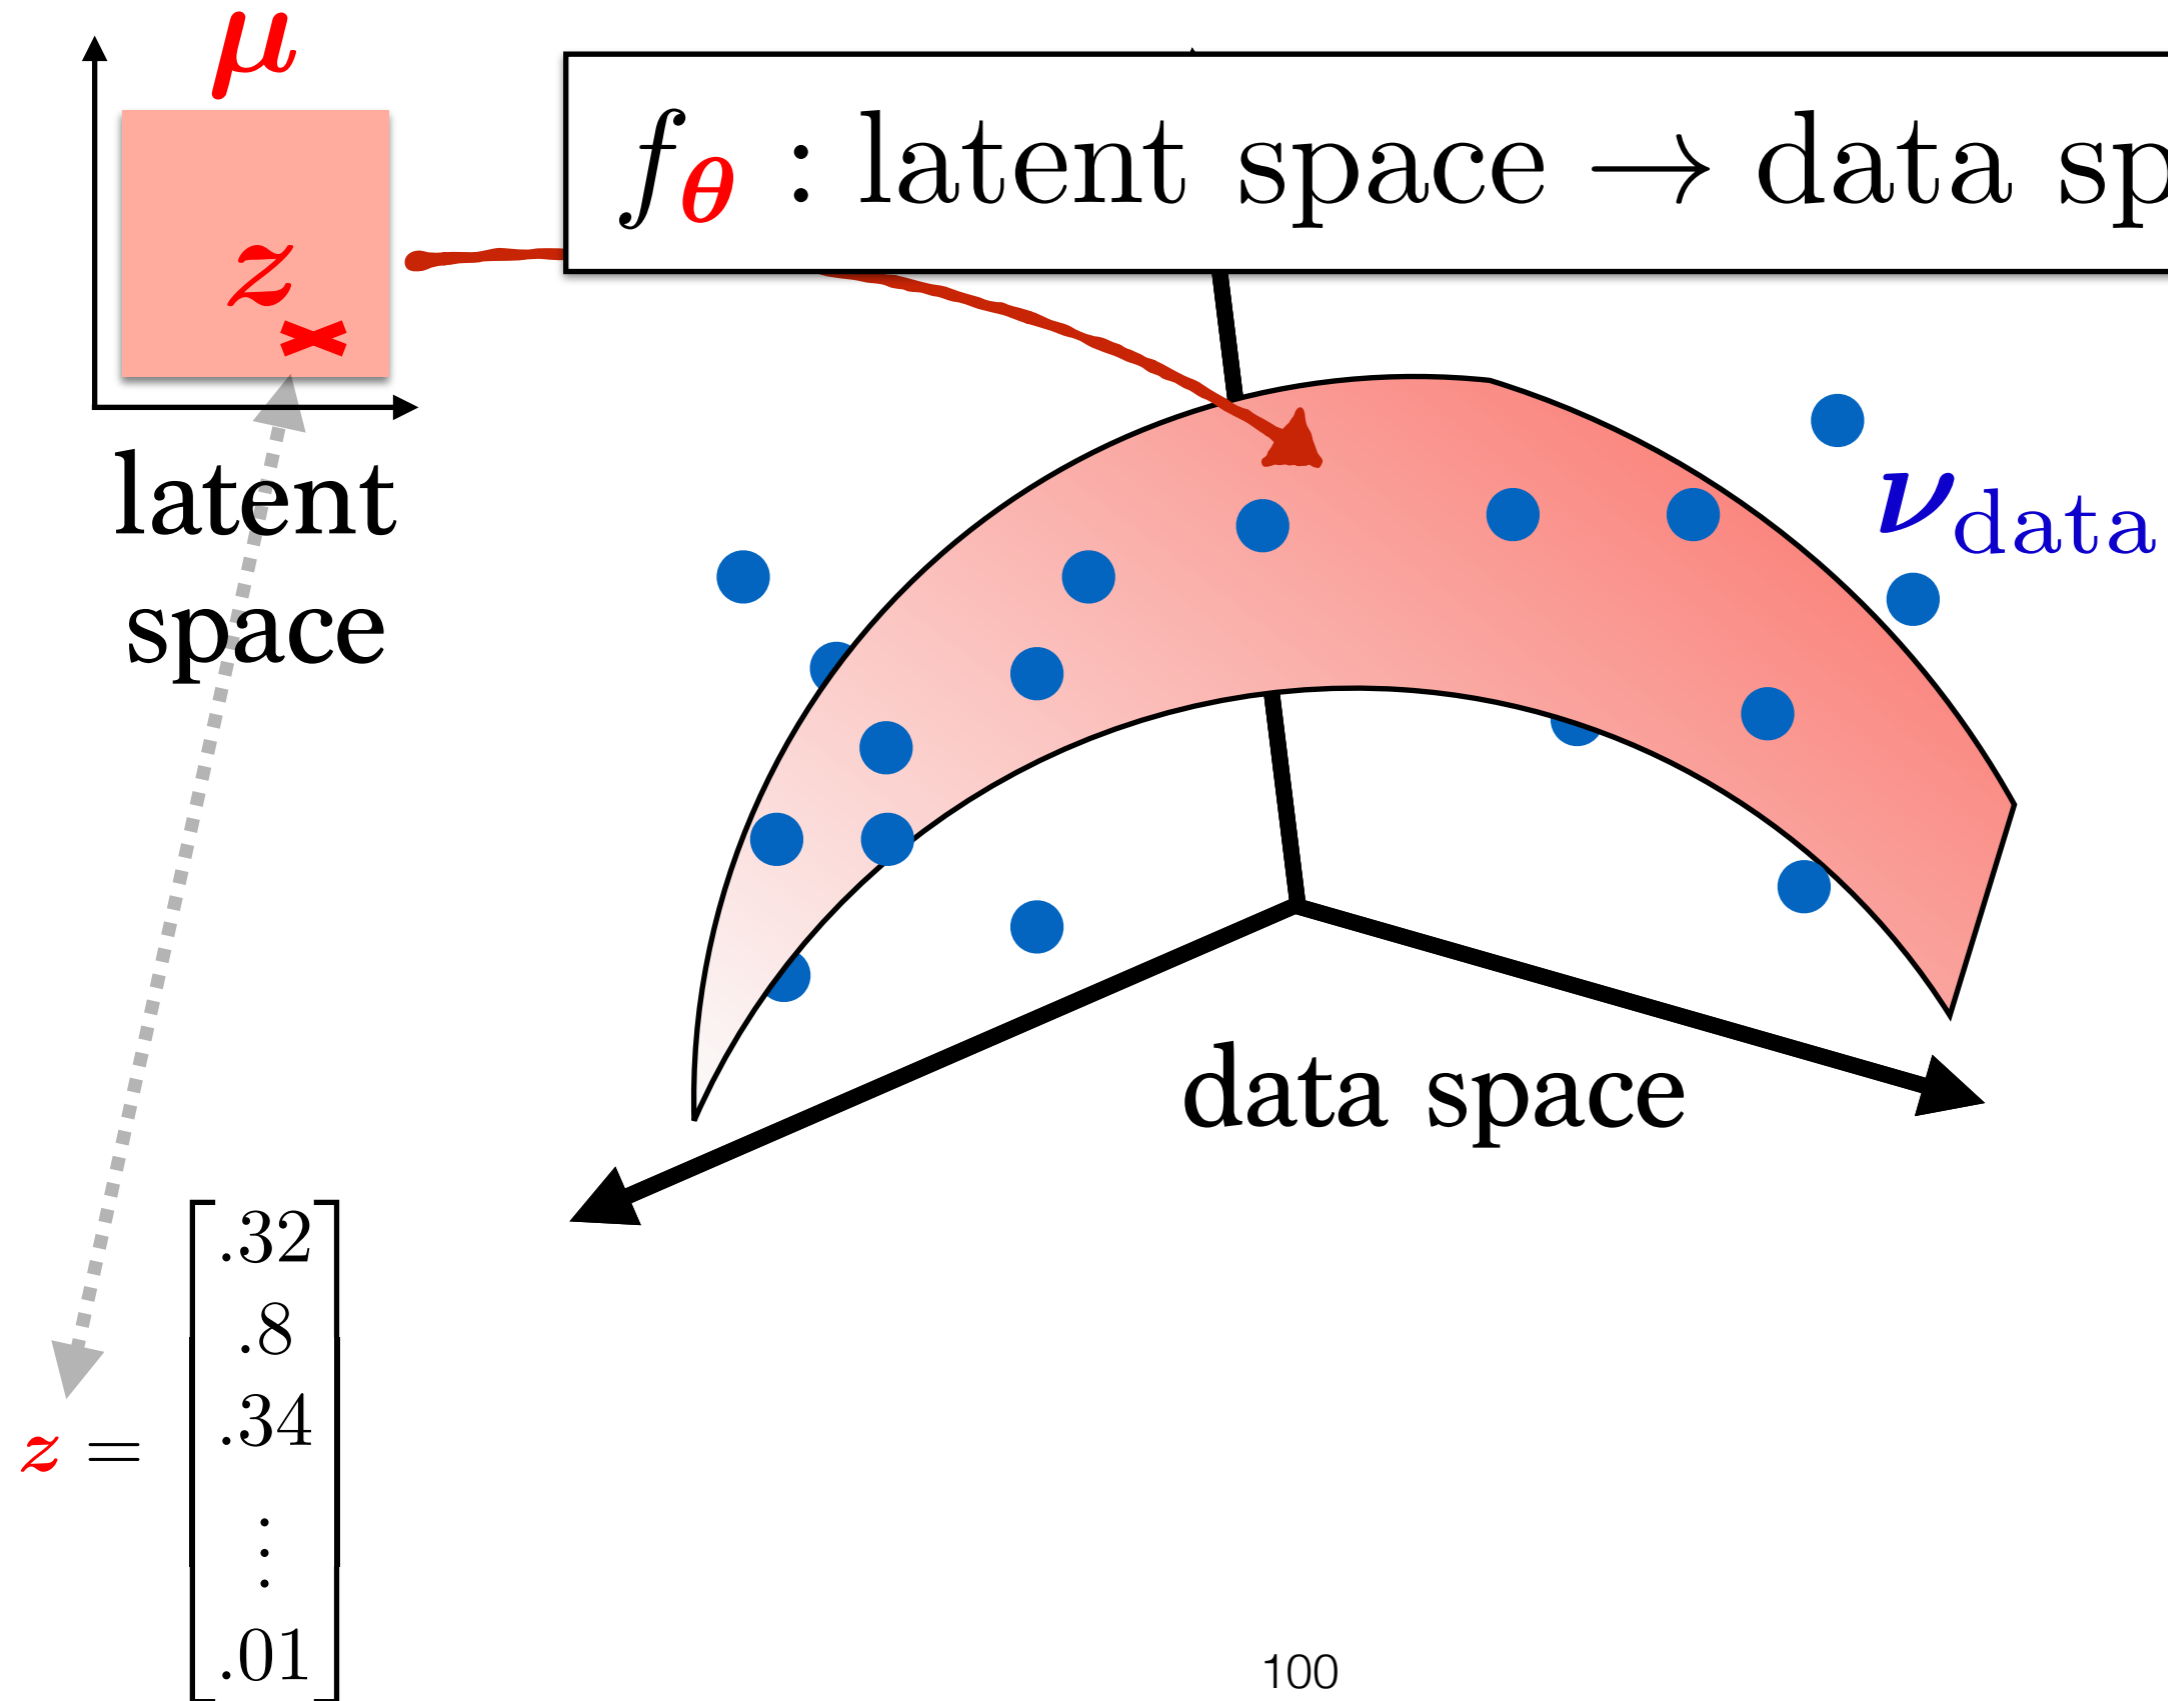 μ
f_θ : latent space → data sp
z
ν_data
latent
space
data space
z = [.32
.8
.34
⋮
.01]
100